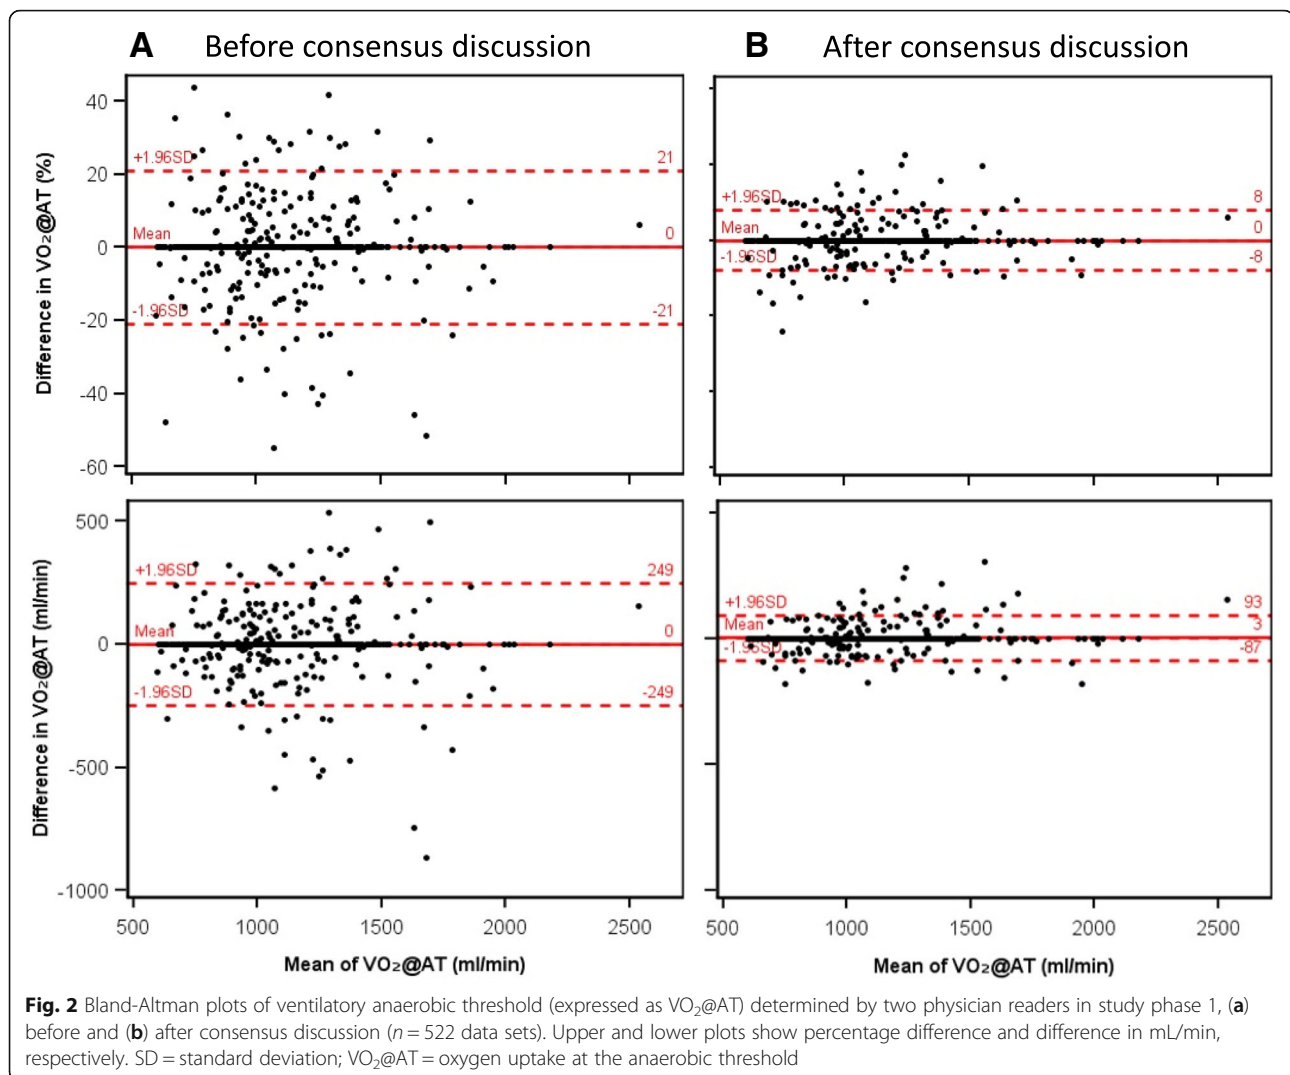 A Before consensus discussion
B After consensus discussion
Difference in VO₂@AT (%)
40
20
0
-20
-40
-60
+1.96SD 21
Mean 0
-1.96SD -21
+1.96SD 8
Mean 0
-1.96SD -8
Difference in VO₂@AT (ml/min)
500
0
-500
-1000
+1.96SD 249
Mean 0
-1.96SD -249
+1.96SD 93
Mean 3
-1.96SD -87
500 1000 1500 2000 2500
500 1000 1500 2000 2500
Mean of VO₂@AT (ml/min)
Mean of VO₂@AT (ml/min)
Fig. 2 Bland-Altman plots of ventilatory anaerobic threshold (expressed as VO₂@AT) determined by two physician readers in study phase 1, (a)
before and (b) after consensus discussion (n = 522 data sets). Upper and lower plots show percentage difference and difference in mL/min,
respectively. SD = standard deviation; VO₂@AT = oxygen uptake at the anaerobic threshold